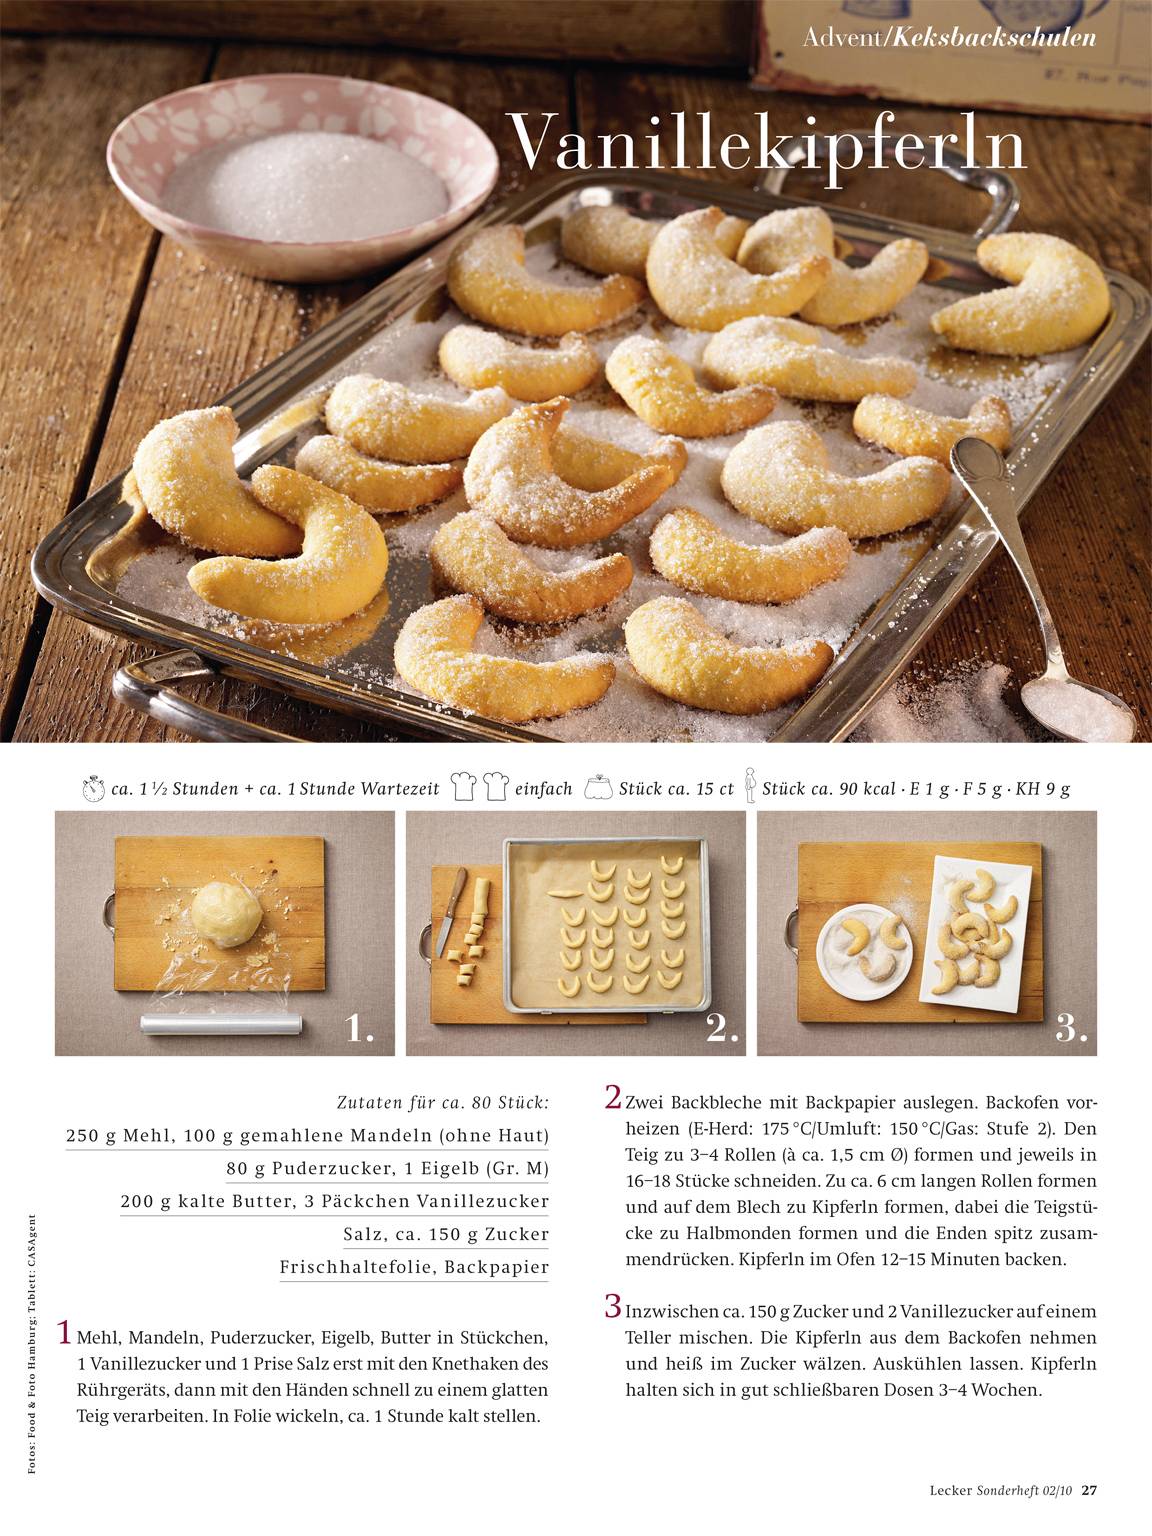 Advent/Keksbackschulen
Vanillekipferln
ca. 1 ½ Stunden + ca. 1 Stunde Wartezeit einfach Stück ca. 15 ct Stück ca. 90 kcal · E 1 g · F 5 g · KH 9 g
1.
2.
3.
Zutaten für ca. 80 Stück:
250 g Mehl, 100 g gemahlene Mandeln (ohne Haut)
80 g Puderzucker, 1 Eigelb (Gr. M)
200 g kalte Butter, 3 Päckchen Vanillezucker
Salz, ca. 150 g Zucker
Frischhaltefolie, Backpapier
1 Mehl, Mandeln, Puderzucker, Eigelb, Butter in Stückchen,
1 Vanillezucker und 1 Prise Salz erst mit den Knethaken des
Rührgeräts, dann mit den Händen schnell zu einem glatten
Teig verarbeiten. In Folie wickeln, ca. 1 Stunde kalt stellen.
2 Zwei Backbleche mit Backpapier auslegen. Backofen vor-
heizen (E-Herd: 175 °C/Umluft: 150 °C/Gas: Stufe 2). Den
Teig zu 3–4 Rollen (à ca. 1,5 cm Ø) formen und jeweils in
16–18 Stücke schneiden. Zu ca. 6 cm langen Rollen formen
und auf dem Blech zu Kipferln formen, dabei die Teigstü-
cke zu Halbmonden formen und die Enden spitz zusam-
mendrücken. Kipferln im Ofen 12–15 Minuten backen.
3 Inzwischen ca. 150 g Zucker und 2 Vanillezucker auf einem
Teller mischen. Die Kipferln aus dem Backofen nehmen
und heiß im Zucker wälzen. Auskühlen lassen. Kipferln
halten sich in gut schließbaren Dosen 3–4 Wochen.
Fotos: Food & Foto Hamburg; Tablett: CASAgent
Lecker Sonderheft 02/10 27